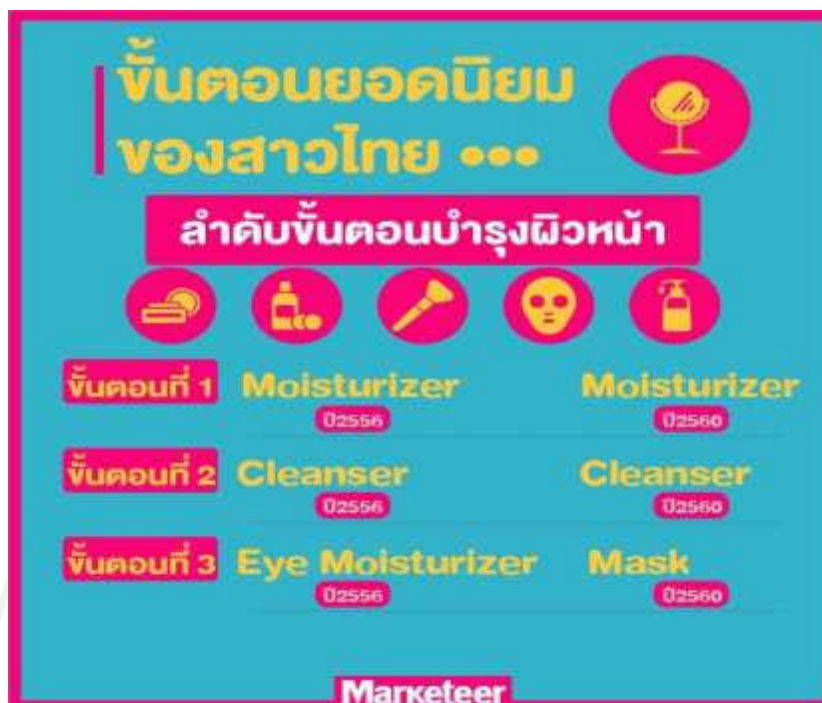 ขั้นตอนยอดนิยม
ของสาวไทย •••
ลำดับขั้นตอนบำรุงผิวหน้า
ขั้นตอนที่ 1 Moisturizer Moisturizer
ปี2556 ปี2560
ขั้นตอนที่ 2 Cleanser Cleanser
ปี2556 ปี2560
ขั้นตอนที่ 3 Eye Moisturizer Mask
ปี2556 ปี2560
Marketeer